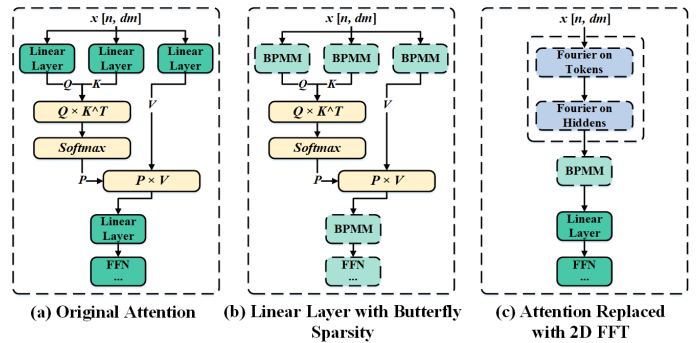 x [n, dm]
Linear Layer
Linear Layer
Linear Layer
Q
K
V
Q × K^T
Softmax
P
P × V
Linear Layer
FFN
...
(a) Original Attention
x [n, dm]
BPMM
BPMM
BPMM
Q
K
V
Q × K^T
Softmax
P
P × V
BPMM
FFN
...
(b) Linear Layer with Butterfly
Sparsity
x [n, dm]
Fourier on
Tokens
Fourier on
Hiddens
BPMM
Linear
Layer
FFN
...
(c) Attention Replaced
with 2D FFT